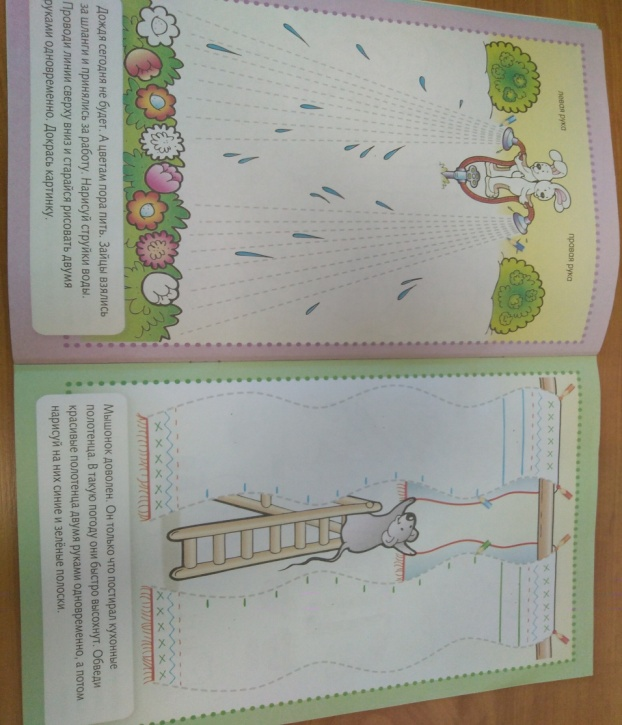 левая рука
правая рука
Дождя сегодня не будет. А цветам пора пить. Зайцы взялись
за шланги и принялись за работу. Нарисуй струйки воды.
Проводи линии сверху вниз и старайся рисовать двумя
руками одновременно. Докрась картинку.
Мышонок доволен. Он только что постирал кухонные
полотенца. В такую погоду они быстро высохнут. Обведи
красивые полотенца двумя руками одновременно, а потом
нарисуй на них синие и зелёные полоски.